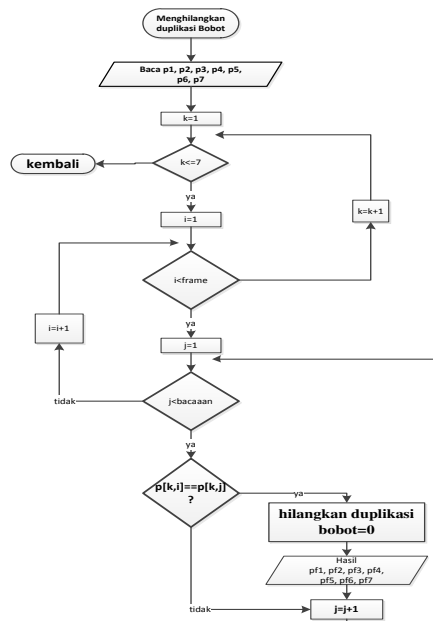 Menghilangkan
duplikasi Bobot
Baca p1, p2, p3, p4, p5,
p6, p7
k=1
k<=7
kembali
ya
i=1
k=k+1
i<frame
ya
i=i+1
j=1
j<bacaaan
tidak
ya
p[k,i]==p[k,j]
?
ya
hilangkan duplikasi
bobot=0
Hasil
pf1, pf2, pf3, pf4,
pf5, pf6, pf7
tidak
j=j+1